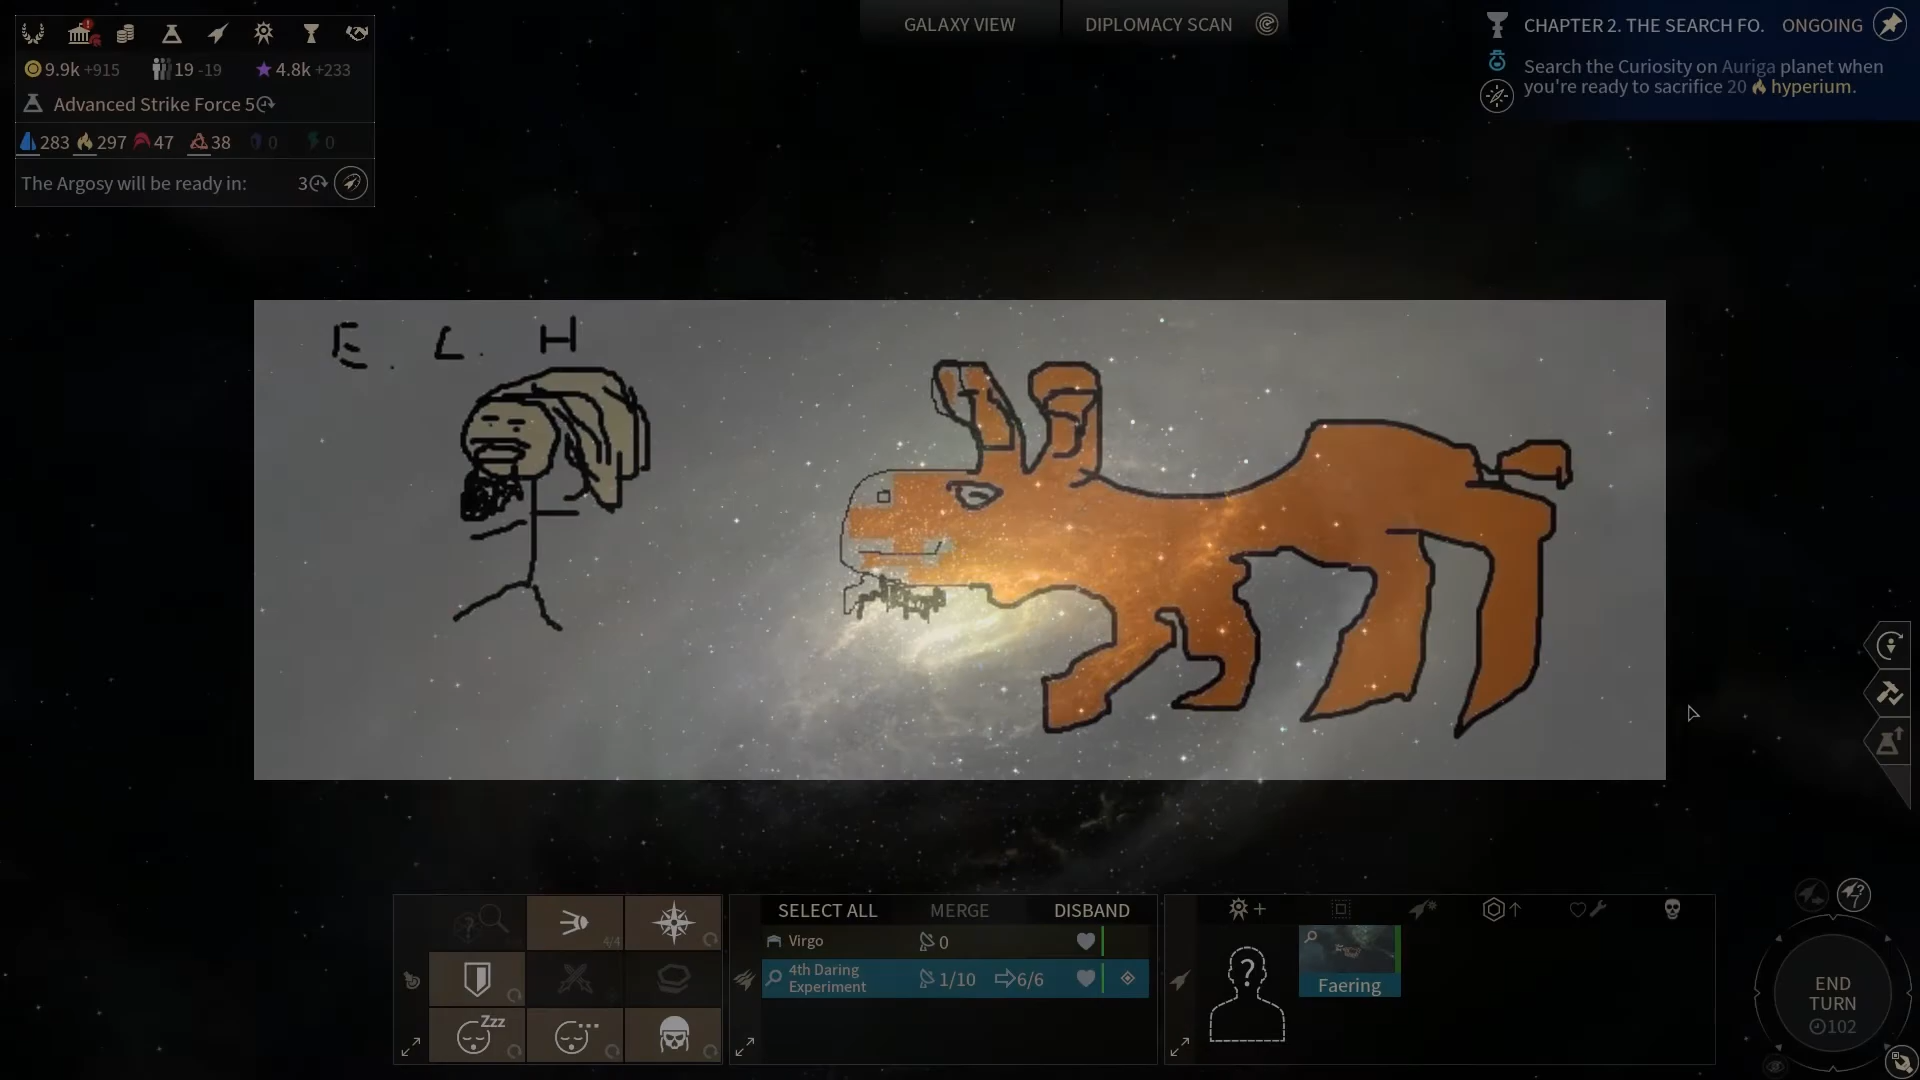 GALAXY VIEW
DIPLOMACY SCAN
CHAPTER 2. THE SEARCH FO. ONGOING
Search the Curiosity on Auriga planet when
you're ready to sacrifice 20 hyperium.
9.9k +915 19 -19 4.8k +233
Advanced Strike Force 5
283 297 47 38 0 0
The Argosy will be ready in: 3
E. L. H
4/4
Zzz
SELECT ALL MERGE DISBAND
Virgo 0
4th Daring
Experiment 1/10 6/6
?
Faering
?
END
TURN
102